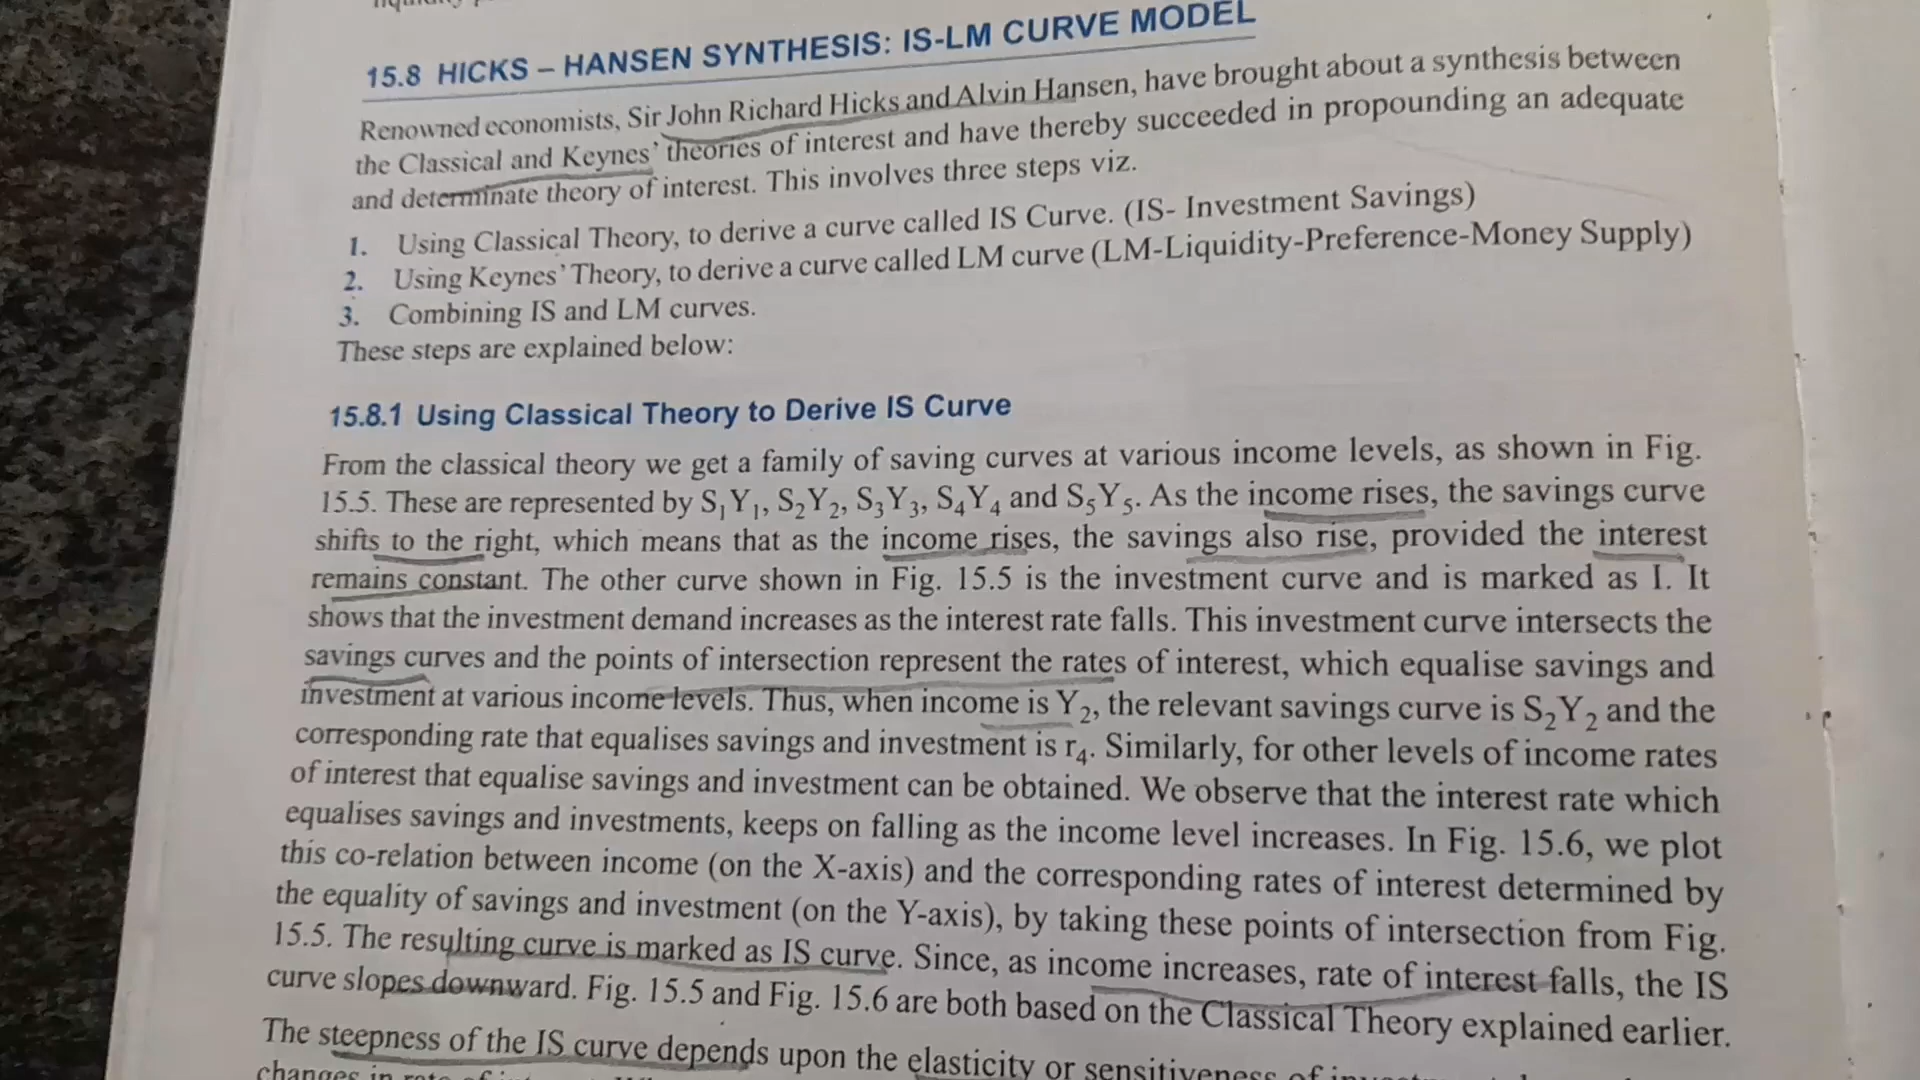 15.8 HICKS – HANSEN SYNTHESIS: IS-LM CURVE MODEL
Renowned economists, Sir John Richard Hicks and Alvin Hansen, have brought about a synthesis between
the Classical and Keynes' theories of interest and have thereby succeeded in propounding an adequate
and determinate theory of interest. This involves three steps viz.
1. Using Classical Theory, to derive a curve called IS Curve. (IS- Investment Savings)
2. Using Keynes' Theory, to derive a curve called LM curve (LM-Liquidity-Preference-Money Supply)
3. Combining IS and LM curves.
These steps are explained below:
15.8.1 Using Classical Theory to Derive IS Curve
From the classical theory we get a family of saving curves at various income levels, as shown in Fig.
15.5. These are represented by S₁Y₁, S₂Y₂, S₃Y₃, S₄Y₄ and S₅Y₅. As the income rises, the savings curve
shifts to the right, which means that as the income rises, the savings also rise, provided the interest
remains constant. The other curve shown in Fig. 15.5 is the investment curve and is marked as I. It
shows that the investment demand increases as the interest rate falls. This investment curve intersects the
savings curves and the points of intersection represent the rates of interest, which equalise savings and
investment at various income levels. Thus, when income is Y₂, the relevant savings curve is S₂Y₂ and the
corresponding rate that equalises savings and investment is r₄. Similarly, for other levels of income rates
of interest that equalise savings and investment can be obtained. We observe that the interest rate which
equalises savings and investments, keeps on falling as the income level increases. In Fig. 15.6, we plot
this co-relation between income (on the X-axis) and the corresponding rates of interest determined by
the equality of savings and investment (on the Y-axis), by taking these points of intersection from Fig.
15.5. The resulting curve is marked as IS curve. Since, as income increases, rate of interest falls, the IS
curve slopes downward. Fig. 15.5 and Fig. 15.6 are both based on the Classical Theory explained earlier.
The steepness of the IS curve depends upon the elasticity or sensitiveness of
changes in